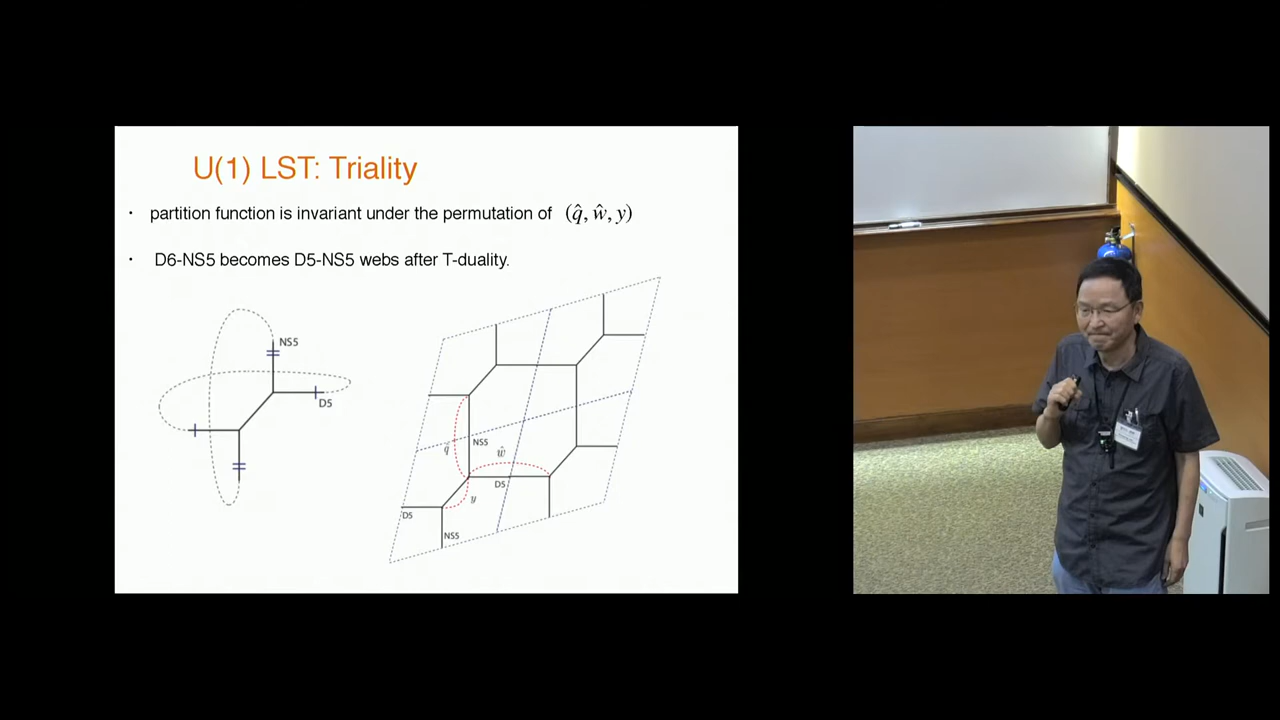 U(1) LST: Triality
· partition function is invariant under the permutation of (q̂, ŵ, y)
· D6-NS5 becomes D5-NS5 webs after T-duality.
NS5
D5
NS5
q̂
ŵ
D5
y
D5
NS5